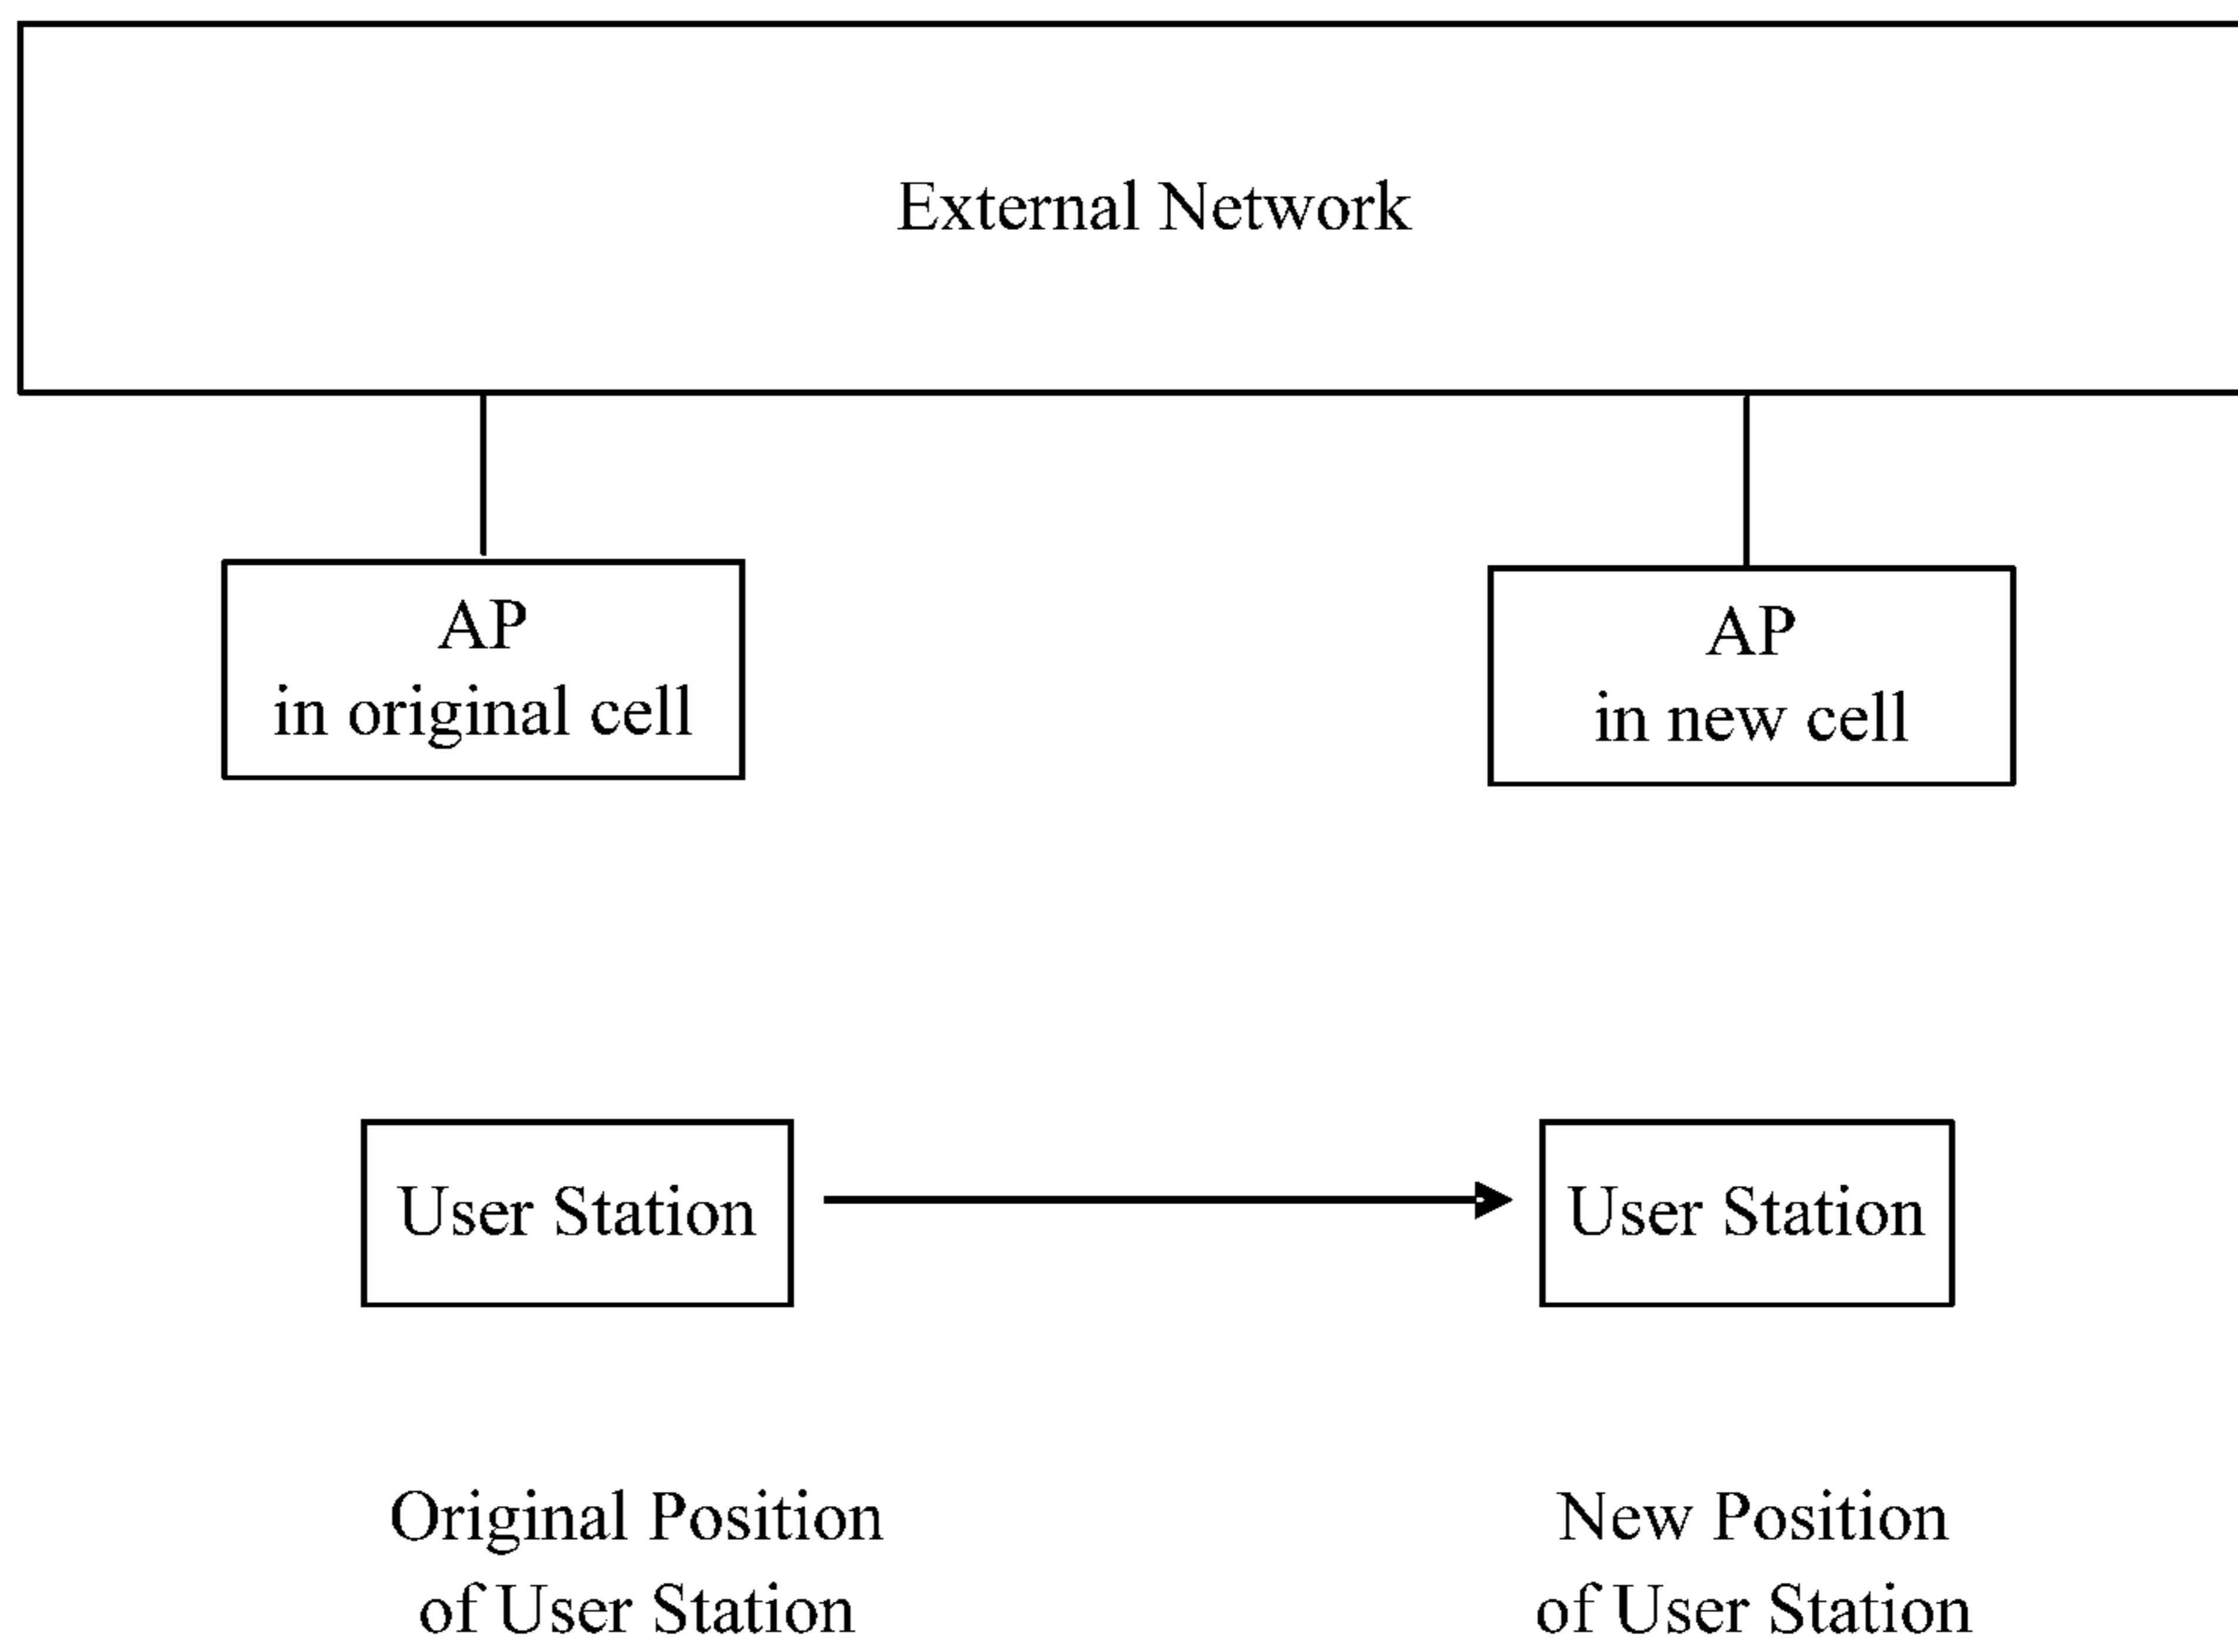 External Network
AP
in original cell
AP
in new cell
User Station
User Station
Original Position
of User Station
New Position
of User Station